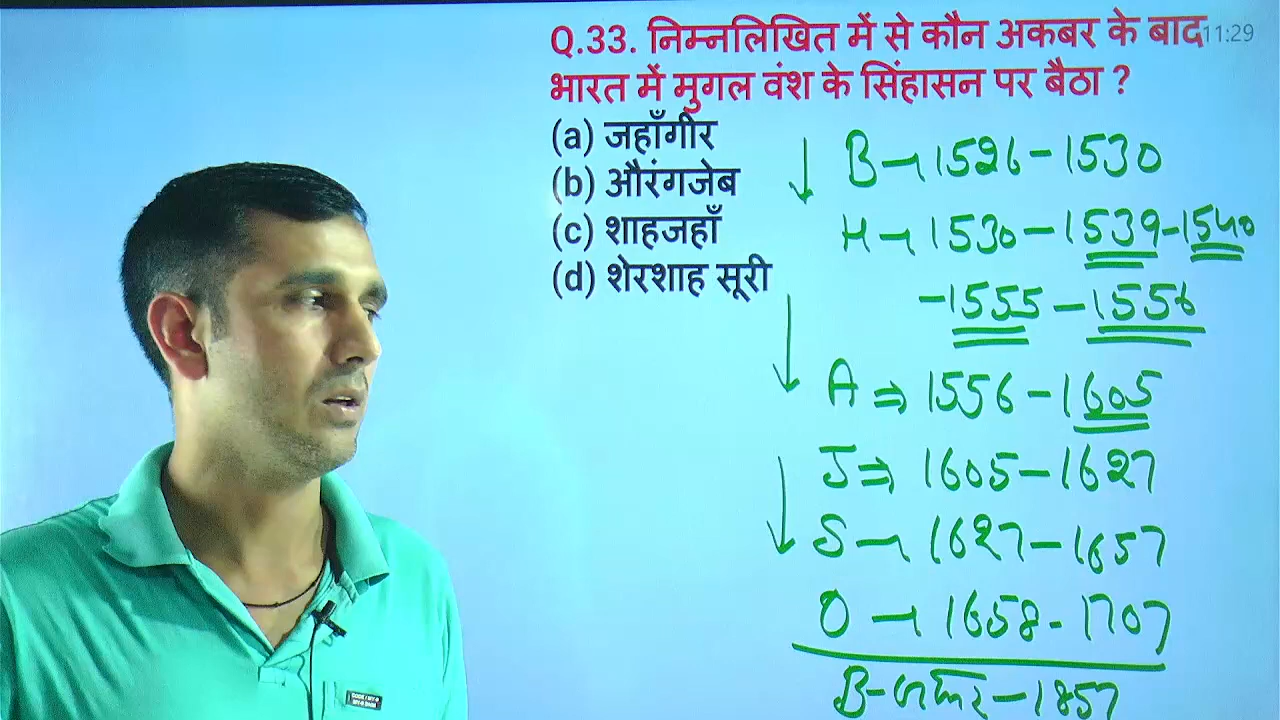 Q.33. निम्नलिखित में से कौन अकबर के बाद
11:29
भारत में मुगल वंश के सिंहासन पर बैठा ?
(a) जहाँगीर
(b) औरंगजेब
(c) शाहजहाँ
(d) शेरशाह सूरी
B → 1526 - 1530
H → 1530 - 1539 - 1540
- 1555 - 1556
A ⇒ 1556 - 1605
J ⇒ 1605 - 1627
S → 1627 - 1657
O → 1658 - 1707
B - - 1857